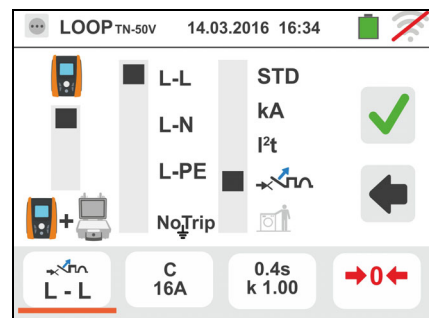 LOOP TN-50V 14.03.2016 16:34
L-L STD
L-N kA
I²t
L-PE
NoTrip
L - L
C
16A
0.4s
k 1.00
0